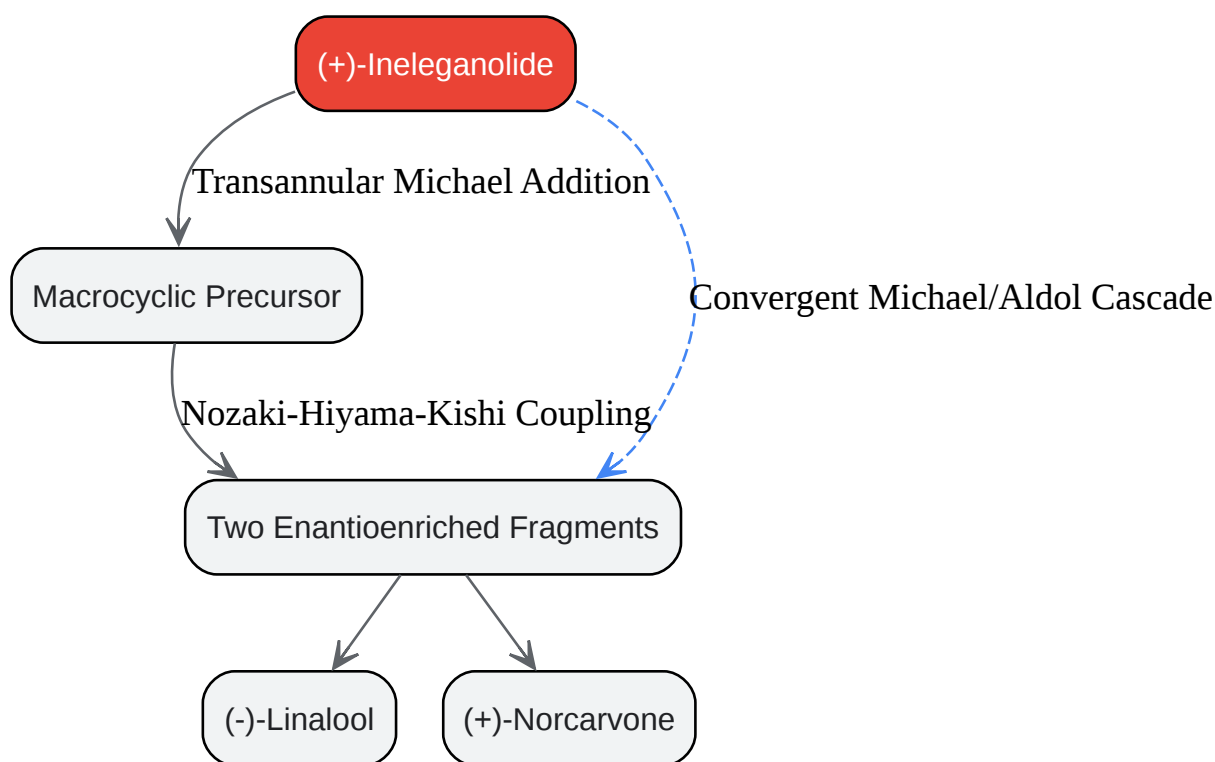 (+)-Ineleganolide
Transannular Michael Addition
Macrocyclic Precursor
Convergent Michael/Aldol Cascade
Nozaki-Hiyama-Kishi Coupling
Two Enantioenriched Fragments
(-)-Linalool
(+)-Norcarvone